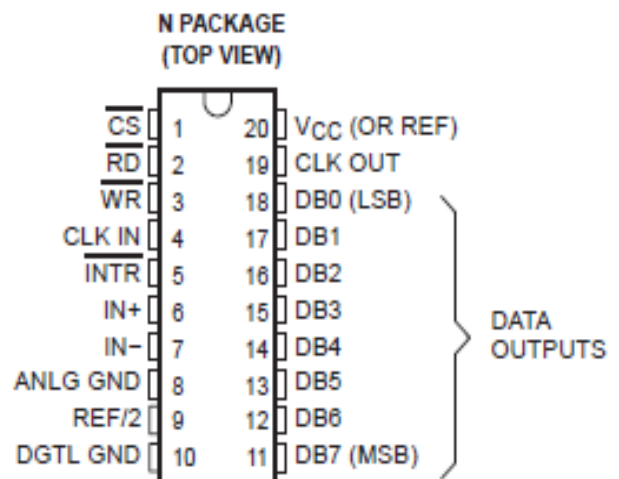 N PACKAGE
(TOP VIEW)
CS 1 20 VCC (OR REF)
RD 2 19 CLK OUT
WR 3 18 DB0 (LSB)
CLK IN 4 17 DB1
INTR 5 16 DB2
IN+ 6 15 DB3
IN− 7 14 DB4
ANLG GND 8 13 DB5
REF/2 9 12 DB6
DGTL GND 10 11 DB7 (MSB)
DATA
OUTPUTS